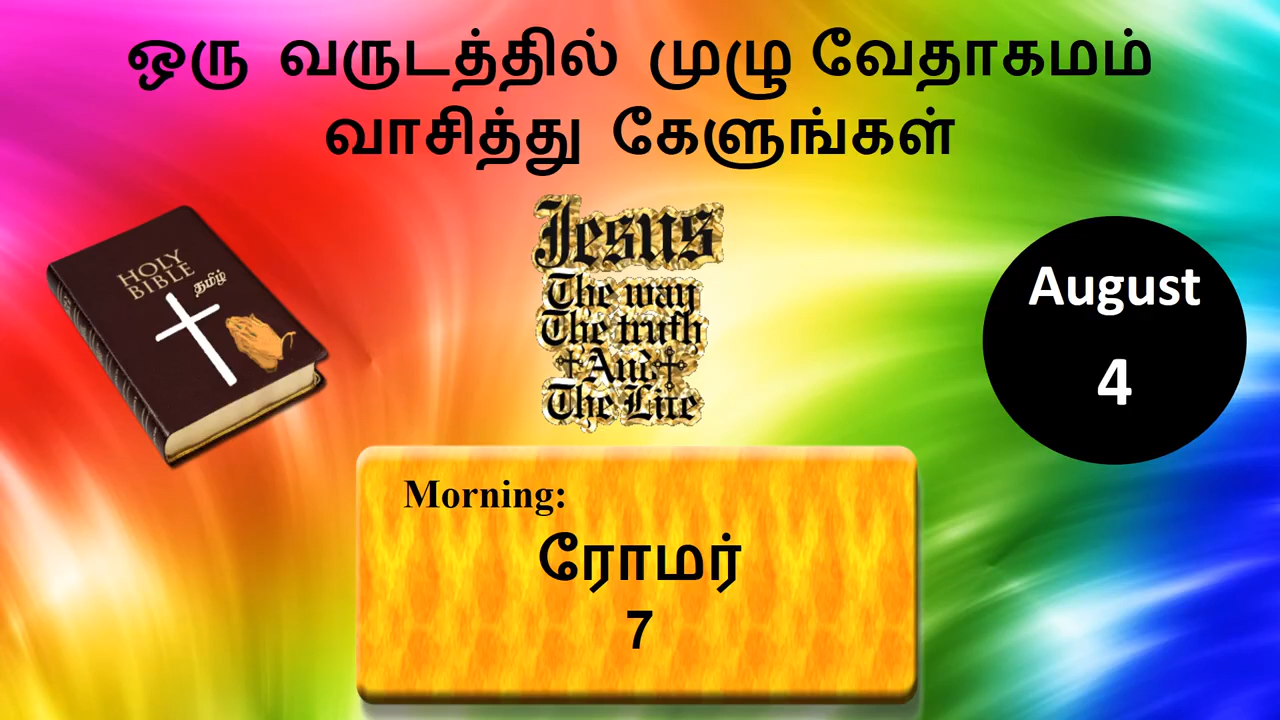 ஒரு வருடத்தில் முழு வேதாகமம்
வாசித்து கேளுங்கள்
HOLY
BIBLE
தமிழ்
Jesus
The way
The truth
And
The Life
August
4
Morning:
ரோமர்
7